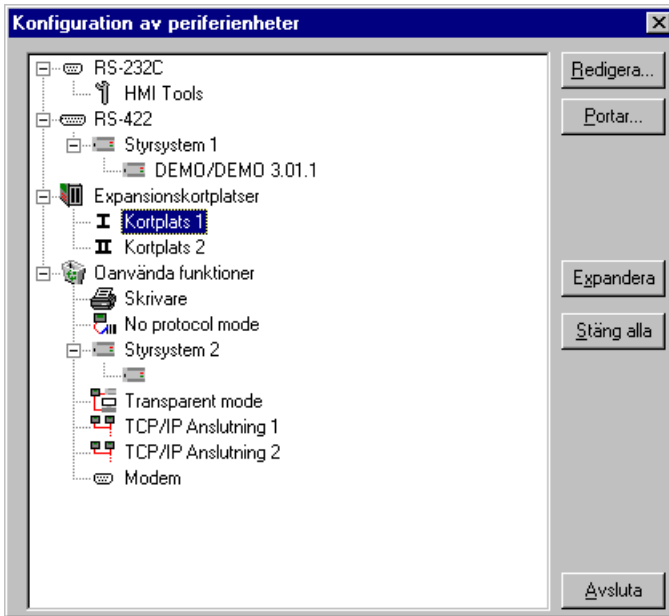 Konfiguration av periferienheter
RS-232C
Redigera...
HMI Tools
RS-422
Portar...
Styrsystem 1
DEMO/DEMO 3.01.1
Expansionskortplatser
I Kortplats 1
II Kortplats 2
Oanvända funktioner
Expandera
Skrivare
No protocol mode
Stäng alla
Styrsystem 2
Transparent mode
TCP/IP Anslutning 1
TCP/IP Anslutning 2
Modem
Avsluta